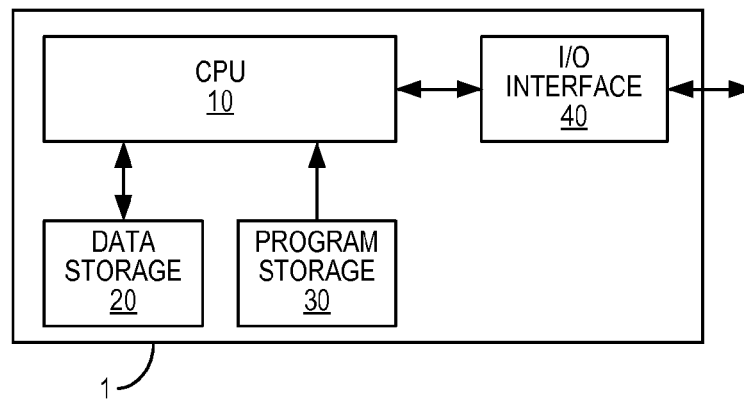 CPU
10
I/O
INTERFACE
40
DATA
STORAGE
20
PROGRAM
STORAGE
30
1